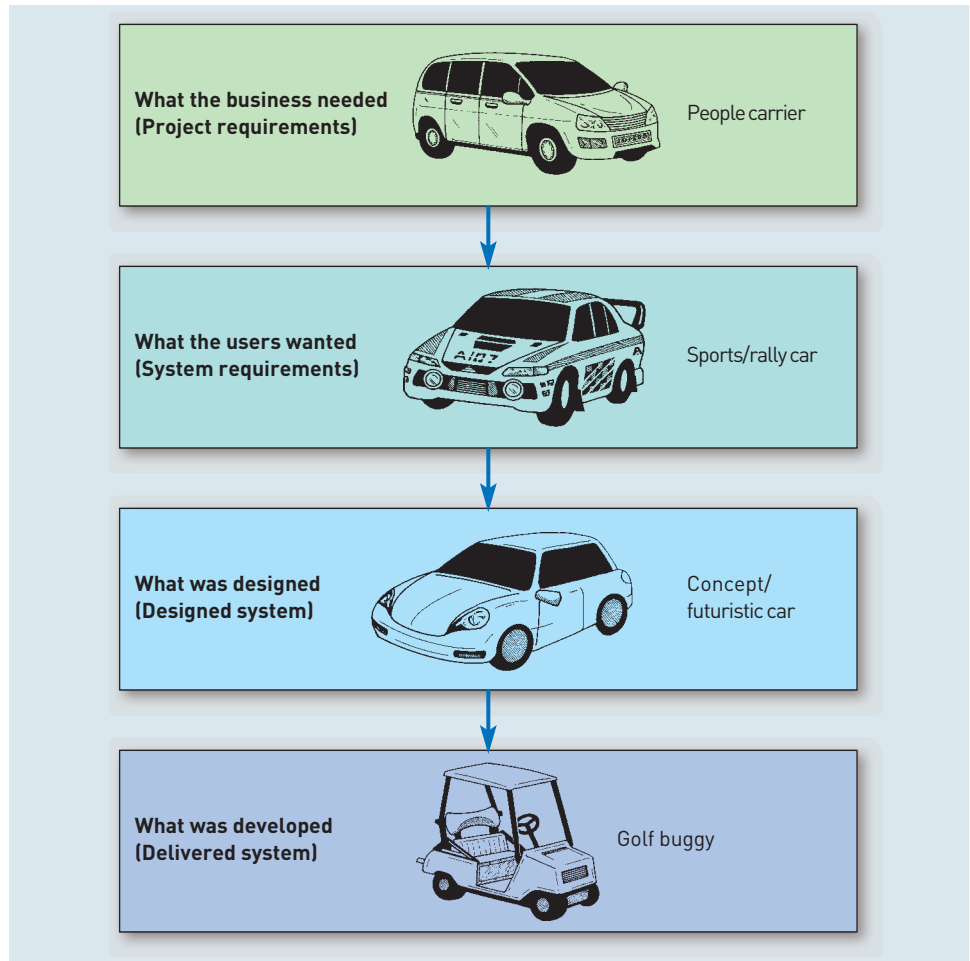 What the business needed
(Project requirements)
People carrier
What the users wanted
(System requirements)
Sports/rally car
What was designed
(Designed system)
Concept/
futuristic car
What was developed
(Delivered system)
Golf buggy